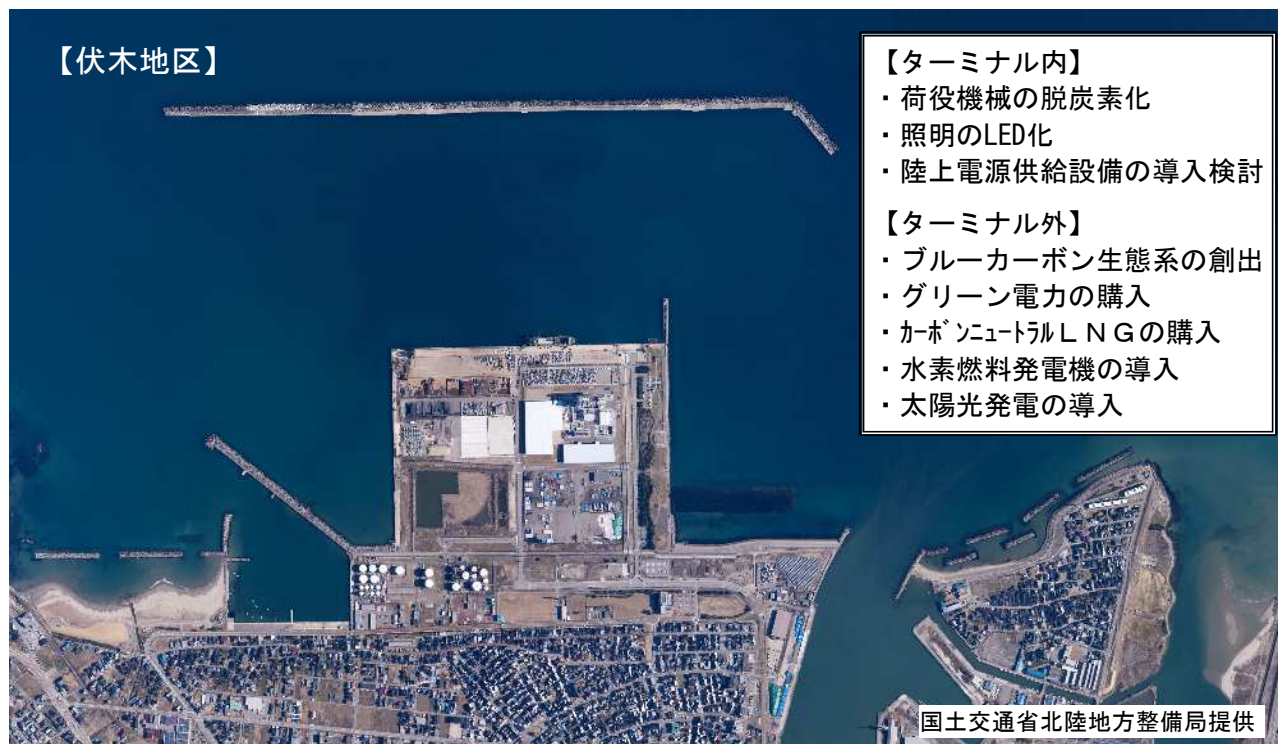 【伏木地区】
【ターミナル内】
・荷役機械の脱炭素化
・照明のLED化
・陸上電源供給設備の導入検討
【ターミナル外】
・ブルーカーボン生態系の創出
・グリーン電力の購入
・ｶｰﾎﾞﾝﾆｭｰﾄﾗﾙＬＮＧの購入
・水素燃料発電機の導入
・太陽光発電の導入
国土交通省北陸地方整備局提供